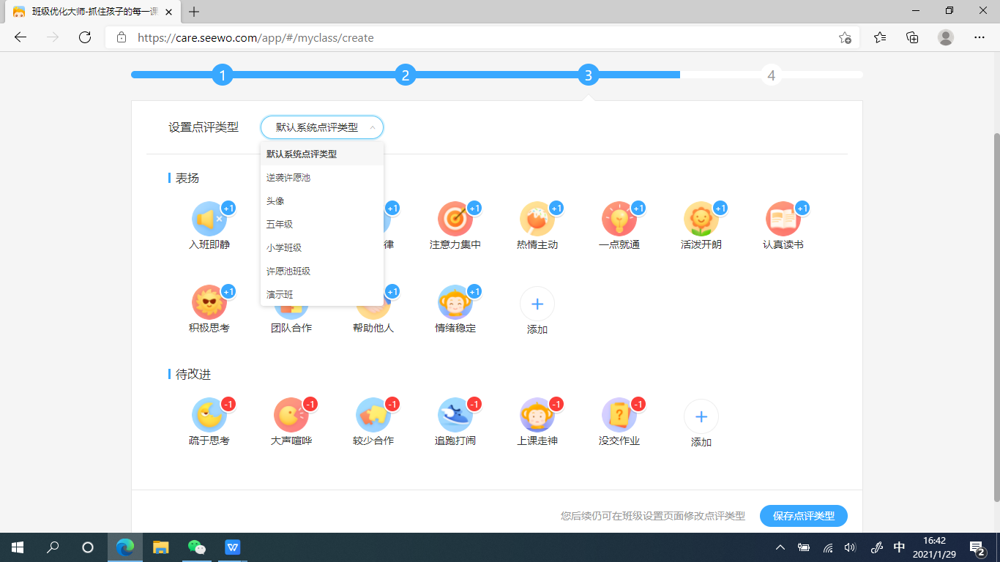 班级优化大师-抓住孩子的每一课
https://care.seewo.com/app/#/myclass/create
1
2
3
4
设置点评类型
默认系统点评类型
默认系统点评类型
逆袭许愿池
头像
五年级
小学班级
许愿池班级
演示班
表扬
+1
+1
+1
+1
+1
+1
+1
入班即静
律
注意力集中
热情主动
一点就通
活泼开朗
认真读书
+1
+1
+1
积极思考
团队合作
帮助他人
情绪稳定
添加
待改进
-1
-1
-1
-1
-1
-1
疏于思考
大声喧哗
较少合作
追跑打闹
上课走神
没交作业
添加
您后续仍可在班级设置页面修改点评类型
保存点评类型
中
16:42
2021/1/29
2